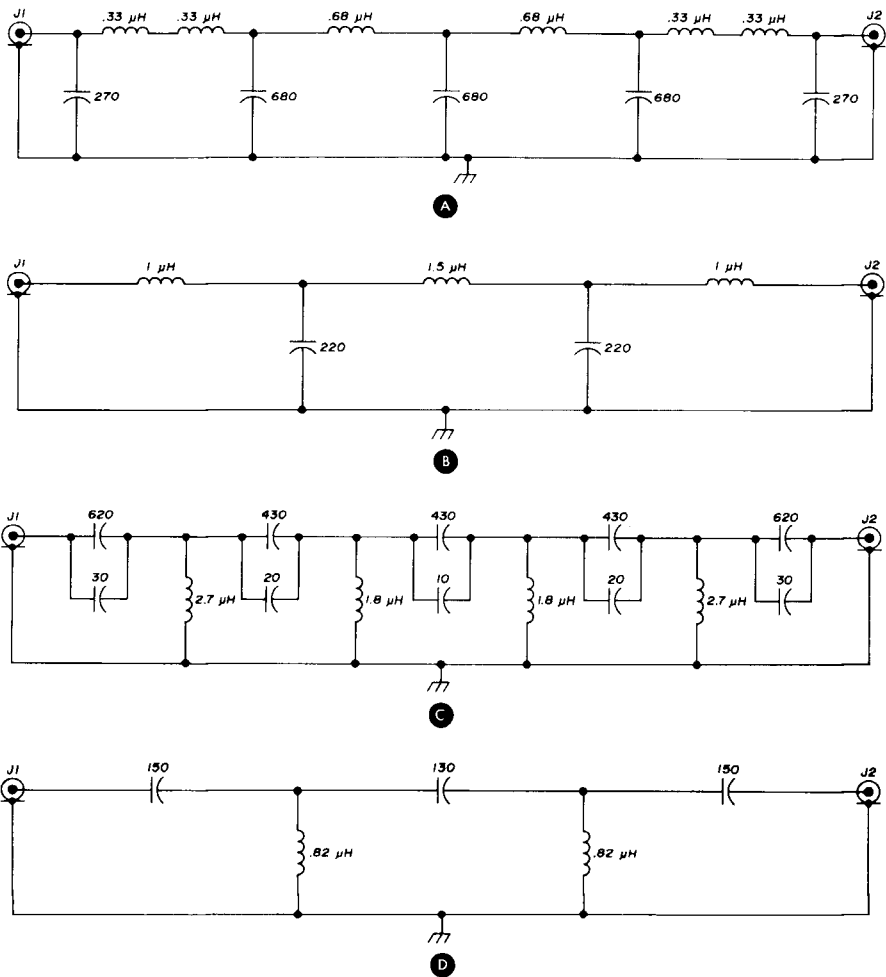 J1 .33 µH .33 µH .68 µH .68 µH .33 µH .33 µH J2
270 680 680 680 270
A
J1 1 µH 1.5 µH 1 µH J2
220 220
B
J1 620 430 430 430 620 J2
30 20 10 20 30
2.7 µH 1.8 µH 1.8 µH 2.7 µH
C
J1 150 130 150 J2
.82 µH .82 µH
D